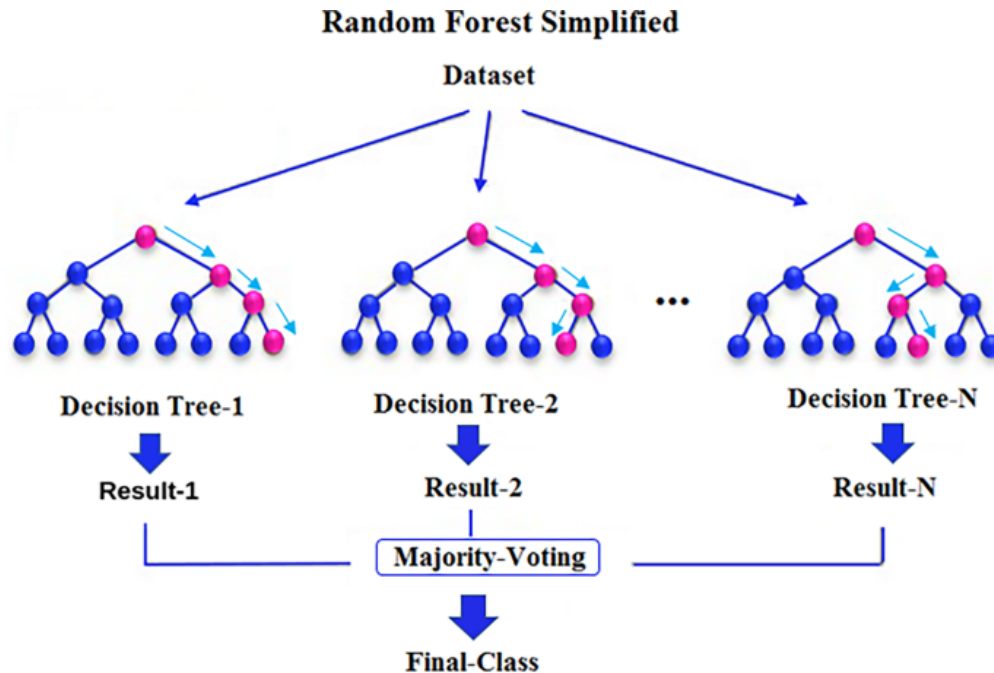 Random Forest Simplified
Dataset
...
Decision Tree-1
Decision Tree-2
Decision Tree-N
Result-1
Result-2
Result-N
Majority-Voting
Final-Class